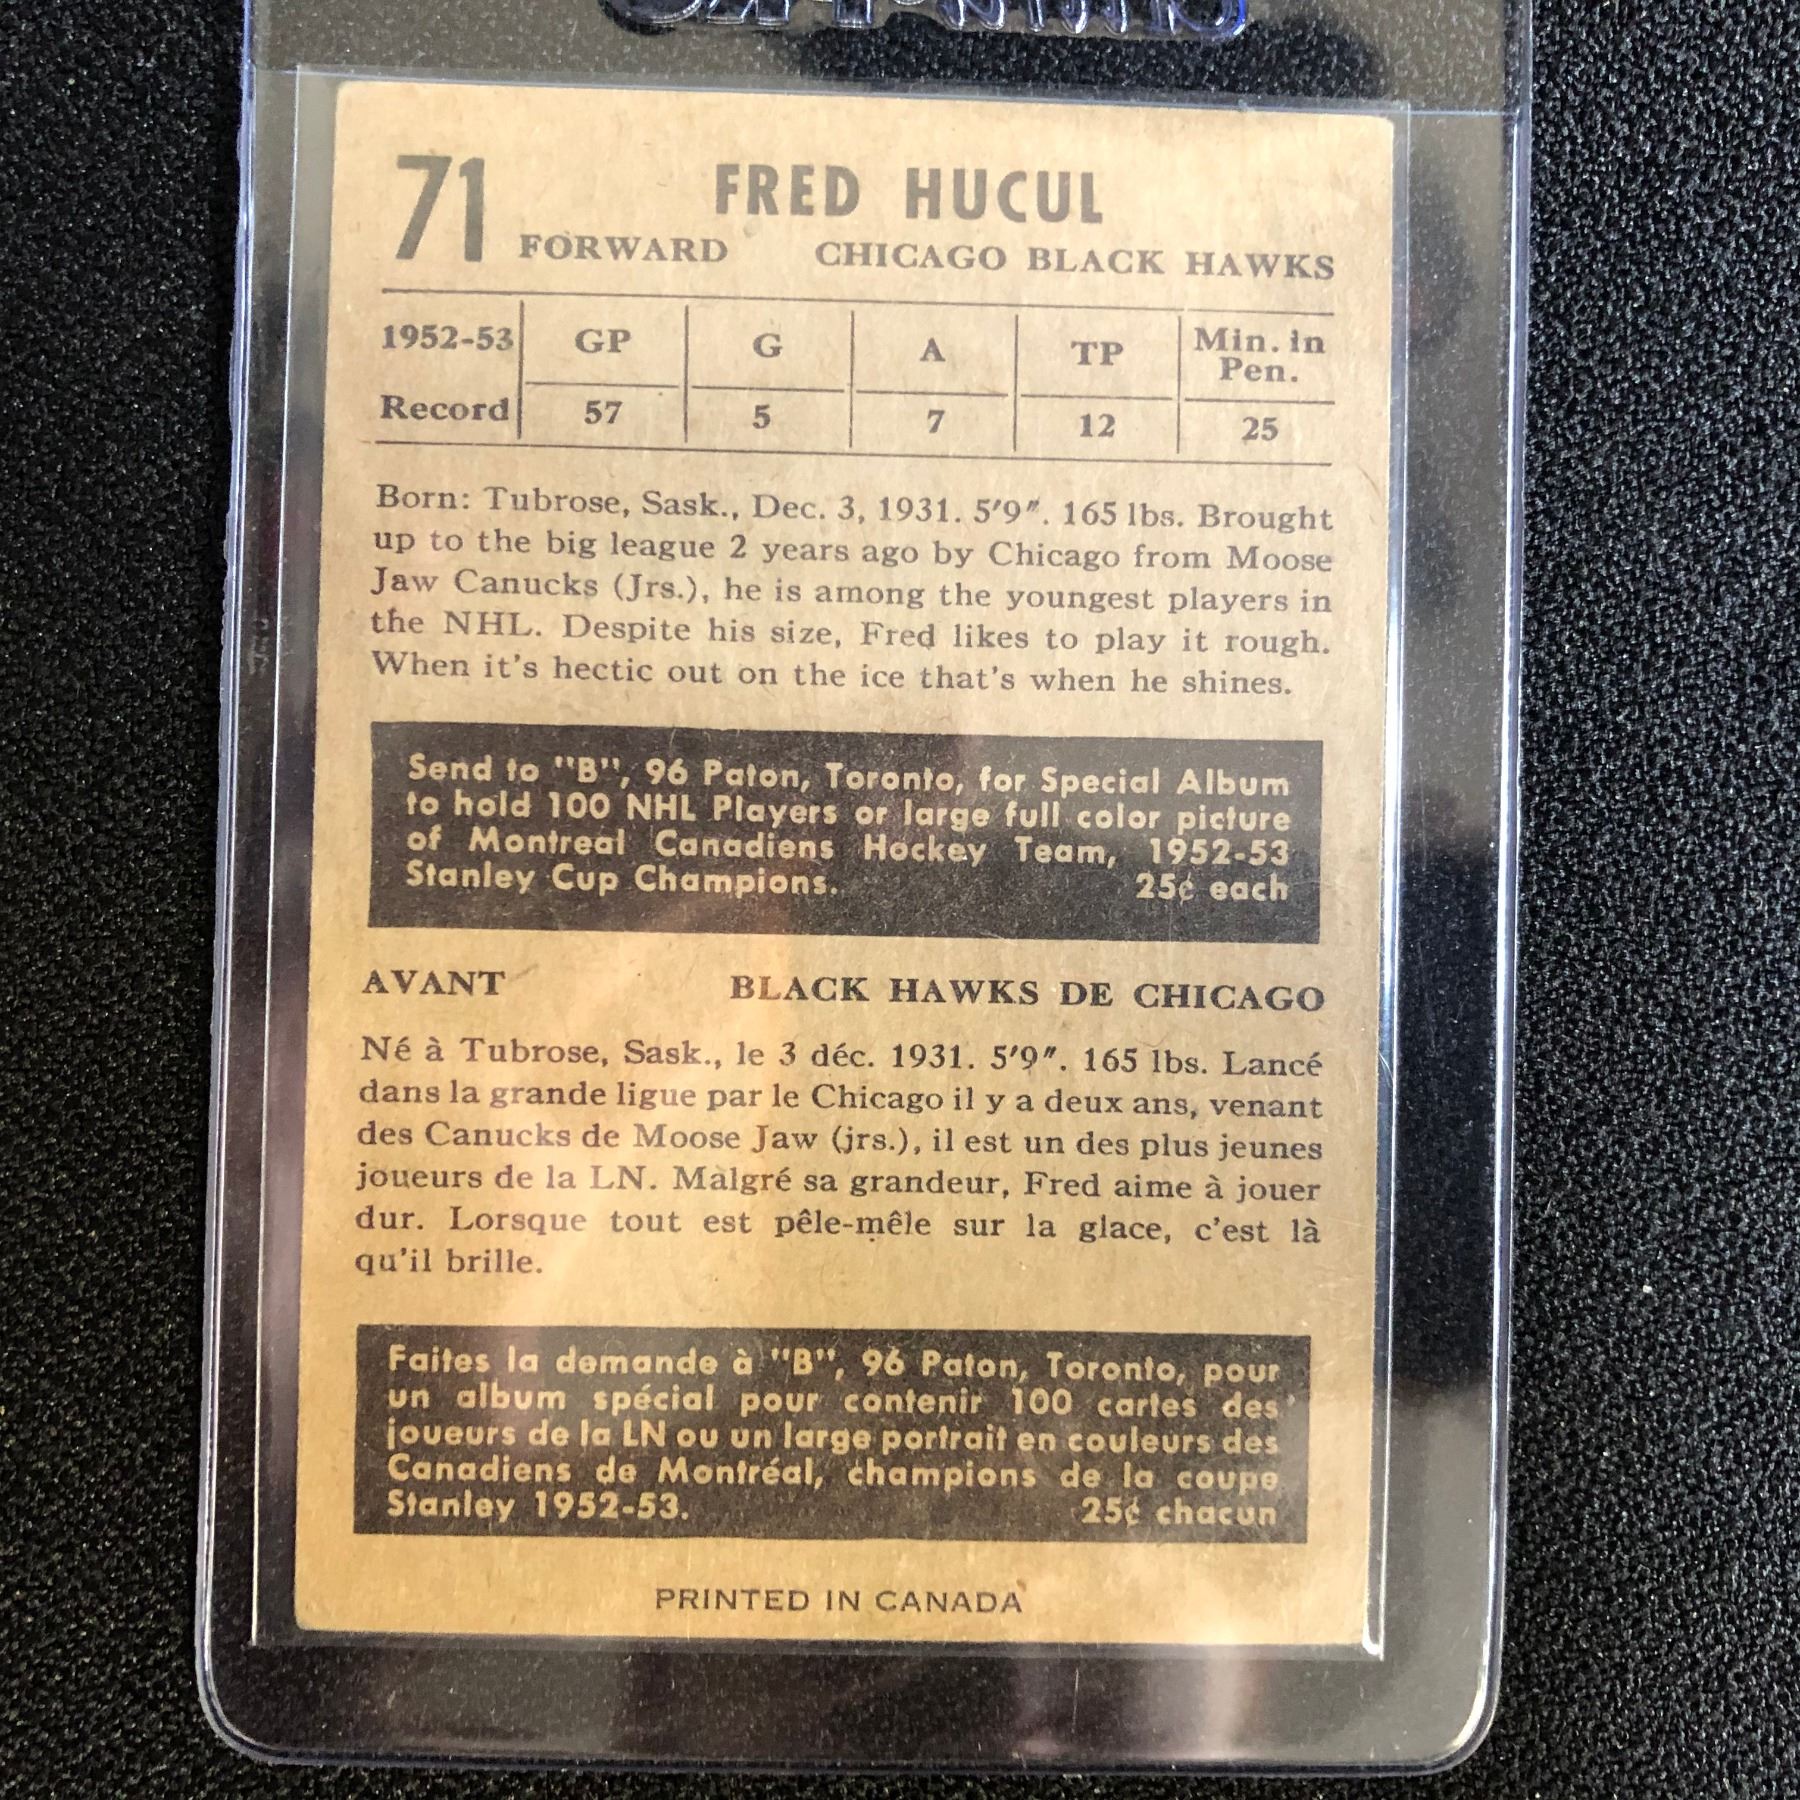 71 FRED HUCUL
FORWARD CHICAGO BLACK HAWKS
1952-53 GP G A TP Min. in Pen.
Record 57 5 7 12 25
Born: Tubrose, Sask., Dec. 3, 1931. 5'9". 165 lbs. Brought
up to the big league 2 years ago by Chicago from Moose
Jaw Canucks (Jrs.), he is among the youngest players in
the NHL. Despite his size, Fred likes to play it rough.
When it's hectic out on the ice that's when he shines.
Send to "B", 96 Paton, Toronto, for Special Album
to hold 100 NHL Players or large full color picture
of Montreal Canadiens Hockey Team, 1952-53
Stanley Cup Champions. 25¢ each
AVANT BLACK HAWKS DE CHICAGO
Né à Tubrose, Sask., le 3 déc. 1931. 5'9". 165 lbs. Lancé
dans la grande ligue par le Chicago il y a deux ans, venant
des Canucks de Moose Jaw (jrs.), il est un des plus jeunes
joueurs de la LN. Malgré sa grandeur, Fred aime à jouer
dur. Lorsque tout est pêle-mêle sur la glace, c'est là
qu'il brille.
Faites la demande à "B", 96 Paton, Toronto, pour
un album spécial pour contenir 100 cartes des
joueurs de la LN ou un large portrait en couleurs des
Canadiens de Montréal, champions de la coupe
Stanley 1952-53. 25¢ chacun
PRINTED IN CANADA